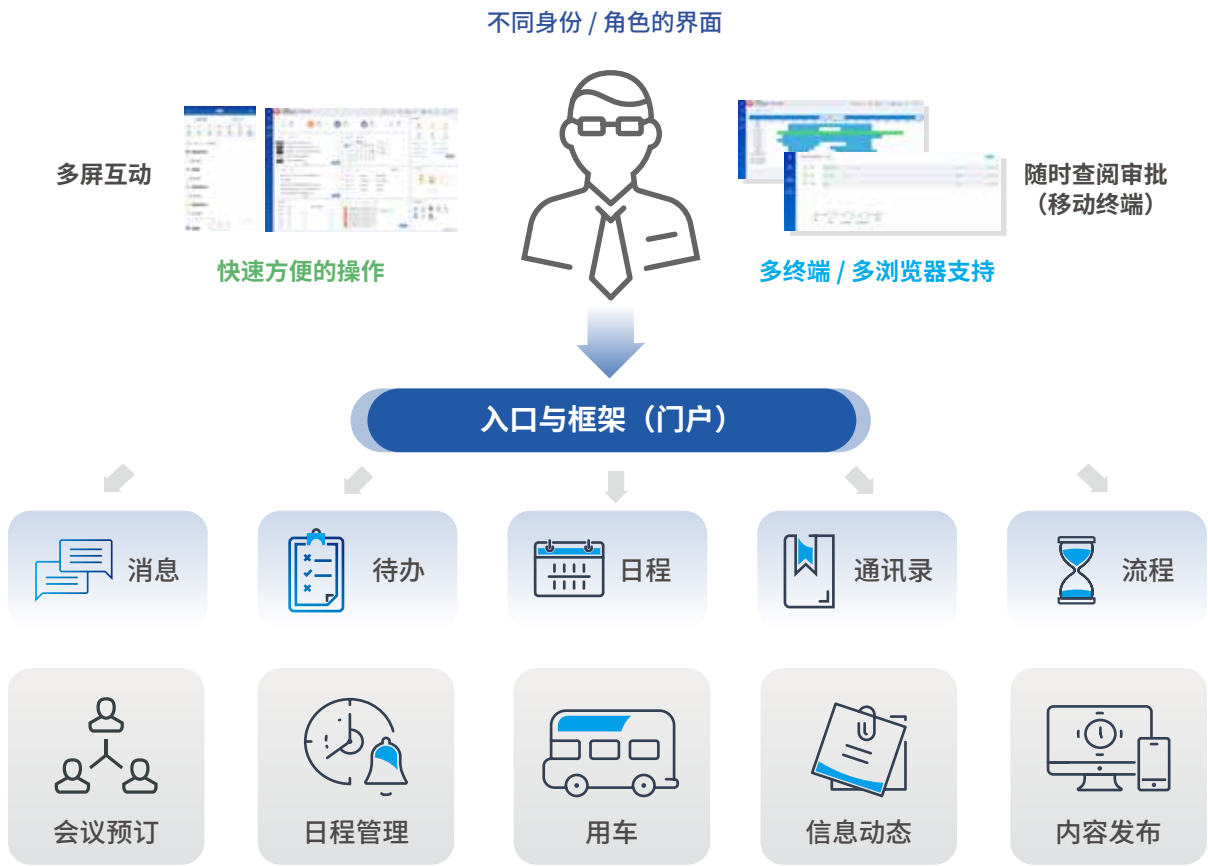 不同身份 / 角色的界面
多屏互动
随时查阅审批
（移动终端）
快速方便的操作
多终端 / 多浏览器支持
入口与框架（门户）
消息
待办
日程
通讯录
流程
会议预订
日程管理
用车
信息动态
内容发布